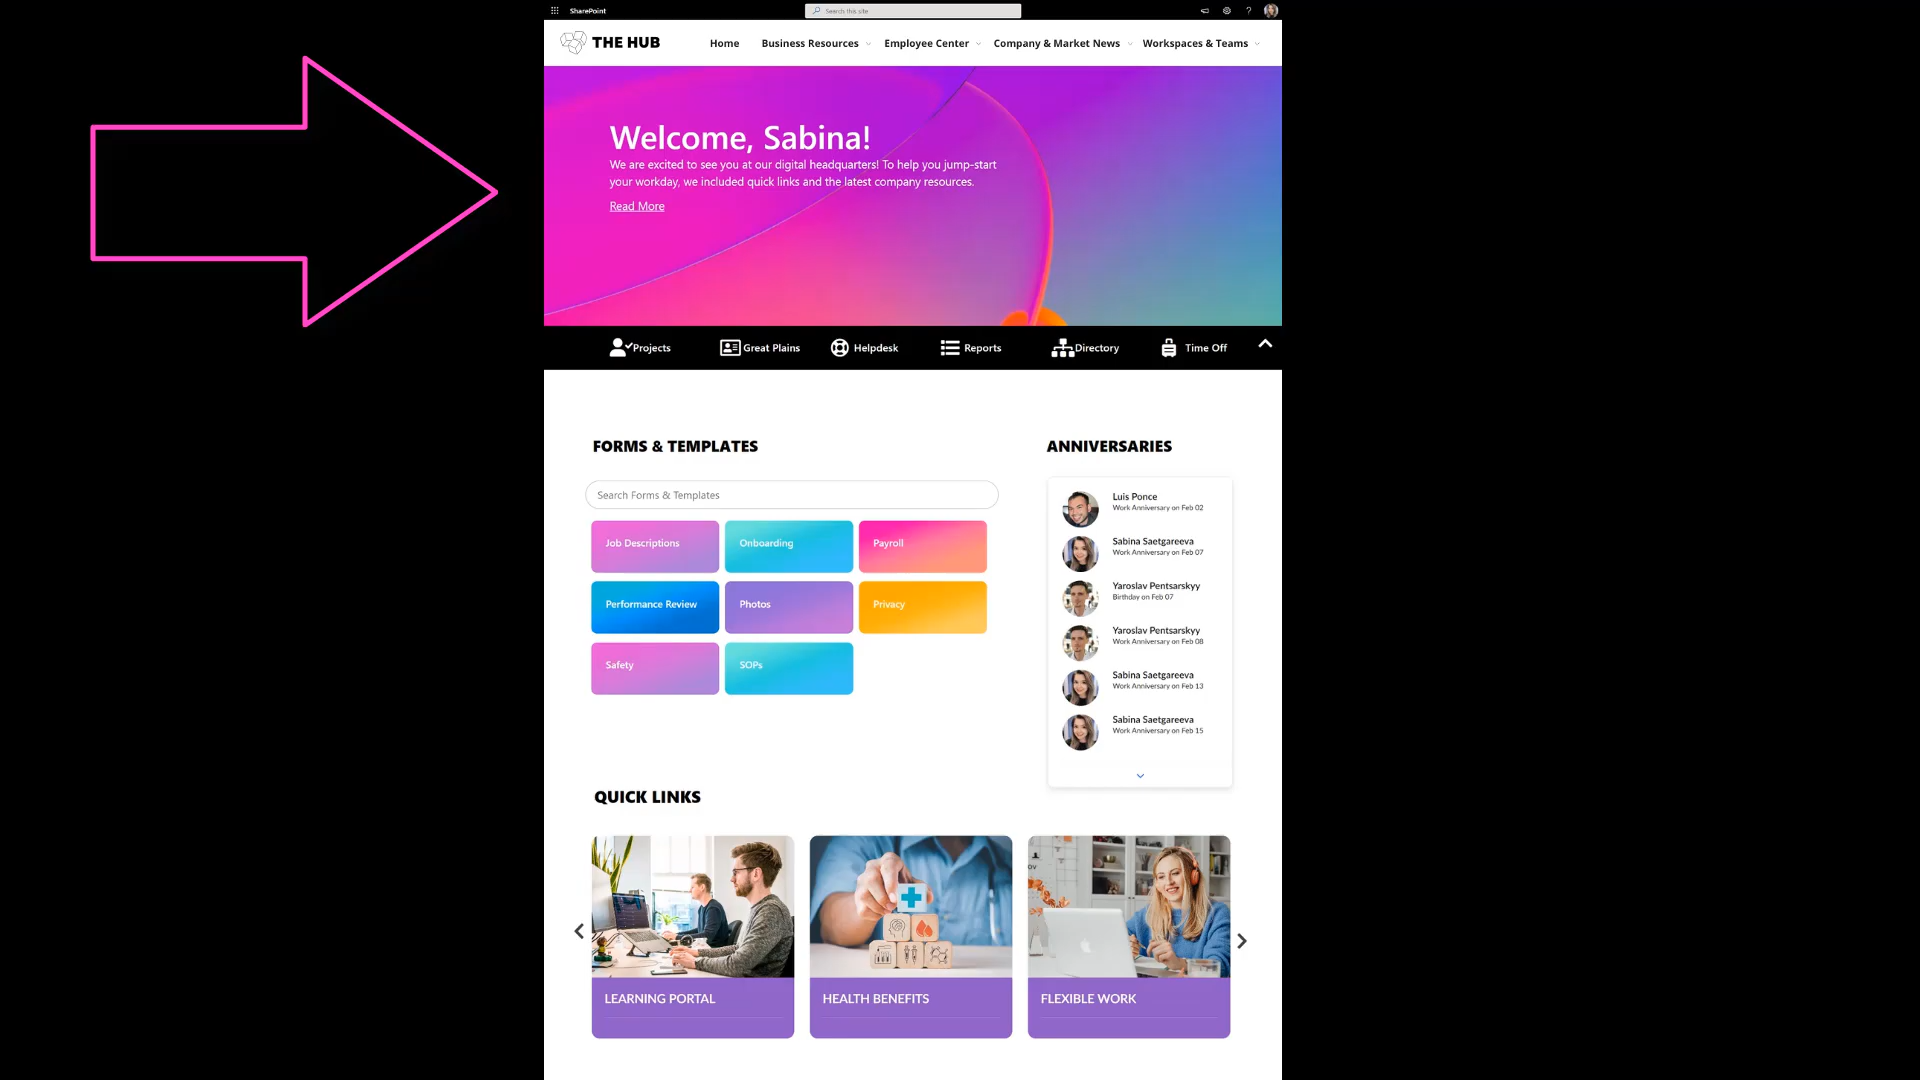 SharePoint
Search this site
?
THE HUB
Home
Business Resources
Employee Center
Company & Market News
Workspaces & Teams
Welcome, Sabina!
We are excited to see you at our digital headquarters! To help you jump-start
your workday, we included quick links and the latest company resources.
Read More
Projects
Great Plains
Helpdesk
Reports
Directory
Time Off
FORMS & TEMPLATES
Search Forms & Templates
Job Descriptions
Onboarding
Payroll
Performance Review
Photos
Privacy
Safety
SOPs
ANNIVERSARIES
Luis Ponce
Work Anniversary on Feb 02
Sabina Saetgareeva
Work Anniversary on Feb 07
Yaroslav Pentsarskyy
Birthday on Feb 07
Yaroslav Pentsarskyy
Work Anniversary on Feb 08
Sabina Saetgareeva
Work Anniversary on Feb 13
Sabina Saetgareeva
Work Anniversary on Feb 15
QUICK LINKS
LEARNING PORTAL
HEALTH BENEFITS
FLEXIBLE WORK